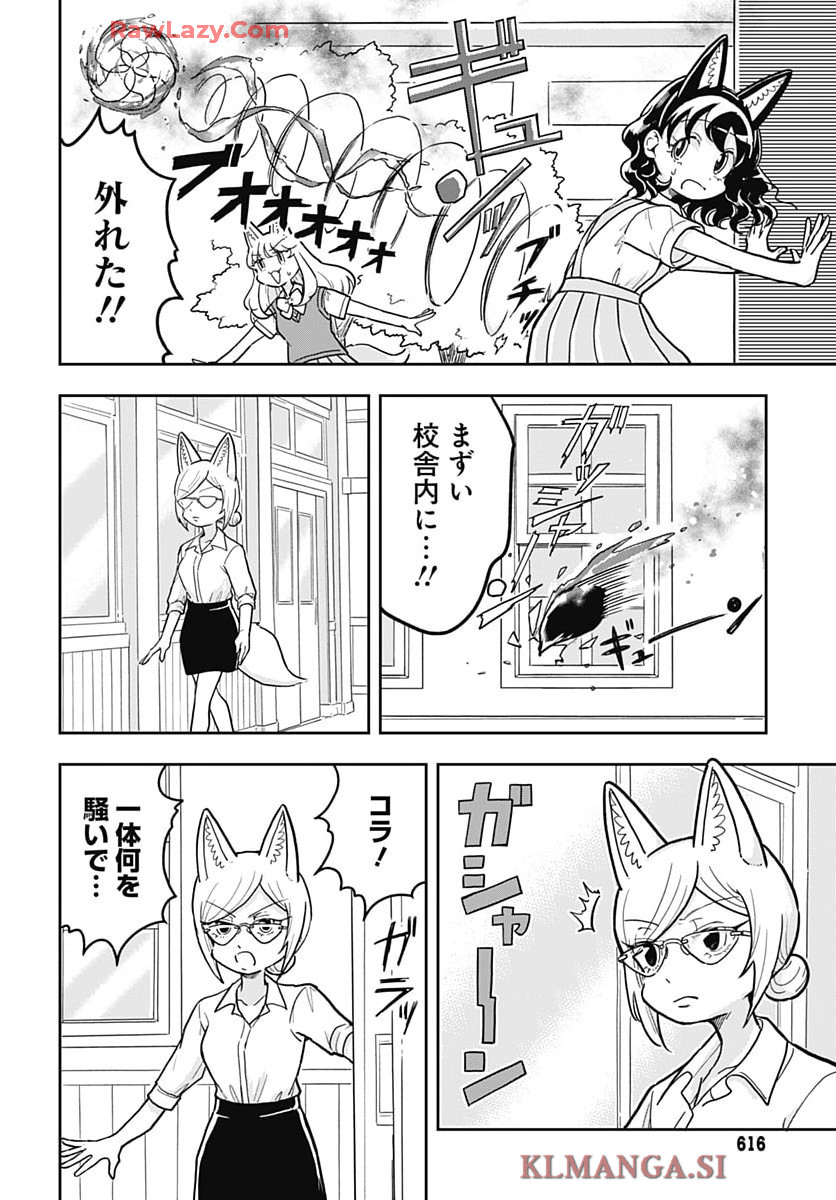 RawLazy.Com
ギュッ
ブチッ
ブオオオオオオ
外れた!!
ガッシャ
ギューン
まずい
校舎内に…!!
ガシャーン
コラ!
ガラッ
一体何を
騒いで…
616
KLMANGA.SI